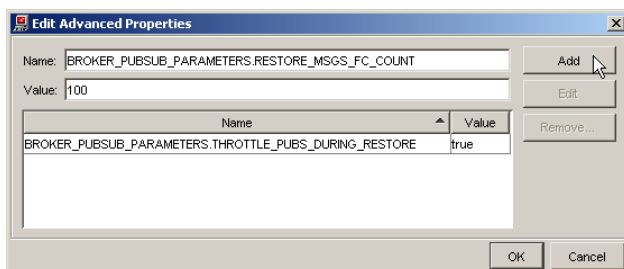 Edit Advanced Properties
Name: BROKER_PUBSUB_PARAMETERS.RESTORE_MSGS_FC_COUNT Add
Value: 100 Edit
Name Value Remove...
BROKER_PUBSUB_PARAMETERS.THROTTLE_PUBS_DURING_RESTORE true
OK Cancel